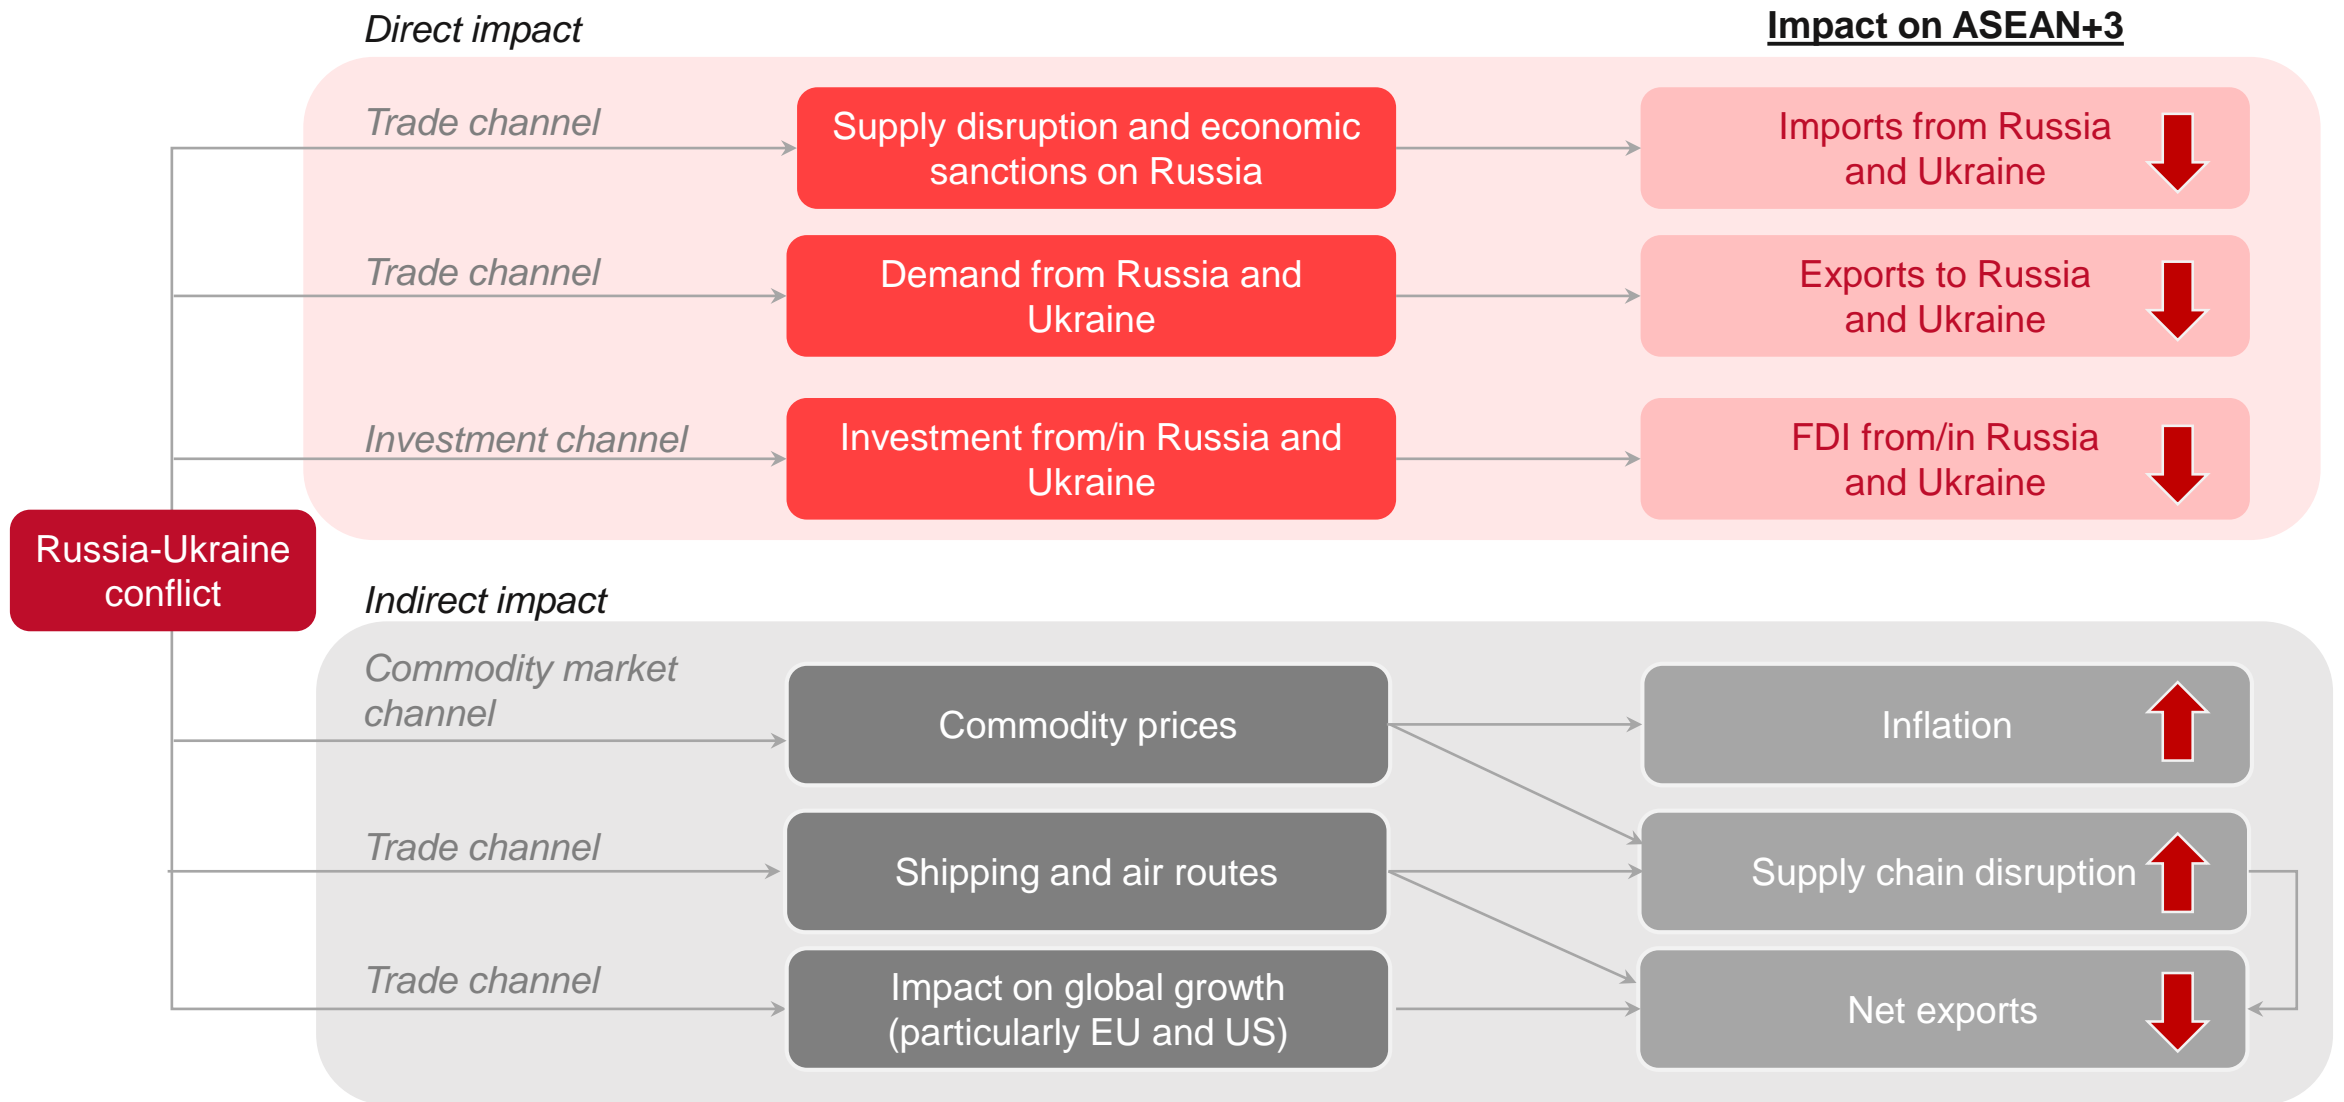 Direct impact
Impact on ASEAN+3
Trade channel
Supply disruption and economic
sanctions on Russia
Imports from Russia
and Ukraine
Trade channel
Demand from Russia and
Ukraine
Exports to Russia
and Ukraine
Investment channel
Investment from/in Russia and
Ukraine
FDI from/in Russia
and Ukraine
Russia-Ukraine
conflict
Indirect impact
Commodity market
channel
Commodity prices
Inflation
Trade channel
Shipping and air routes
Supply chain disruption
Trade channel
Impact on global growth
(particularly EU and US)
Net exports